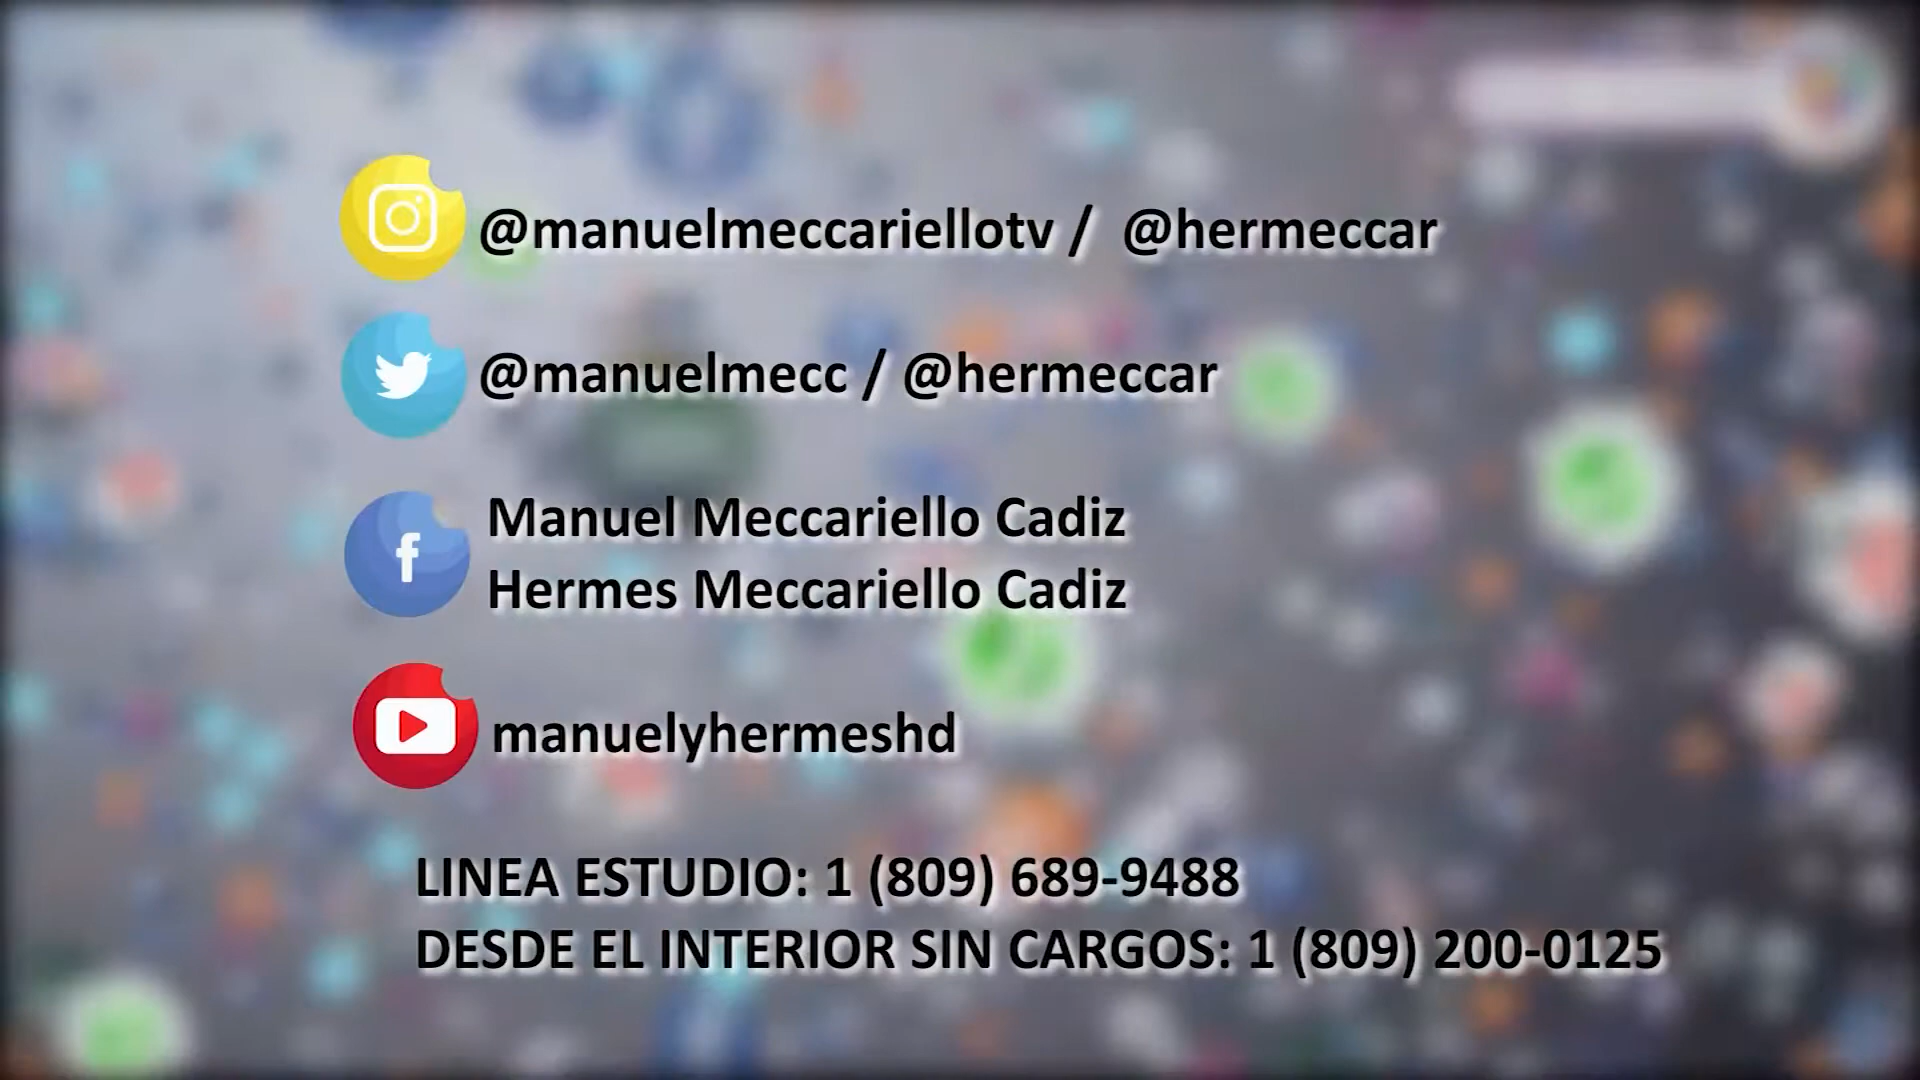 @manuelmeccariellotv / @hermeccar
@manuelmecc / @hermeccar
Manuel Meccariello Cadiz
Hermes Meccariello Cadiz
manuelyhermeshd
LINEA ESTUDIO: 1 (809) 689-9488
DESDE EL INTERIOR SIN CARGOS: 1 (809) 200-0125